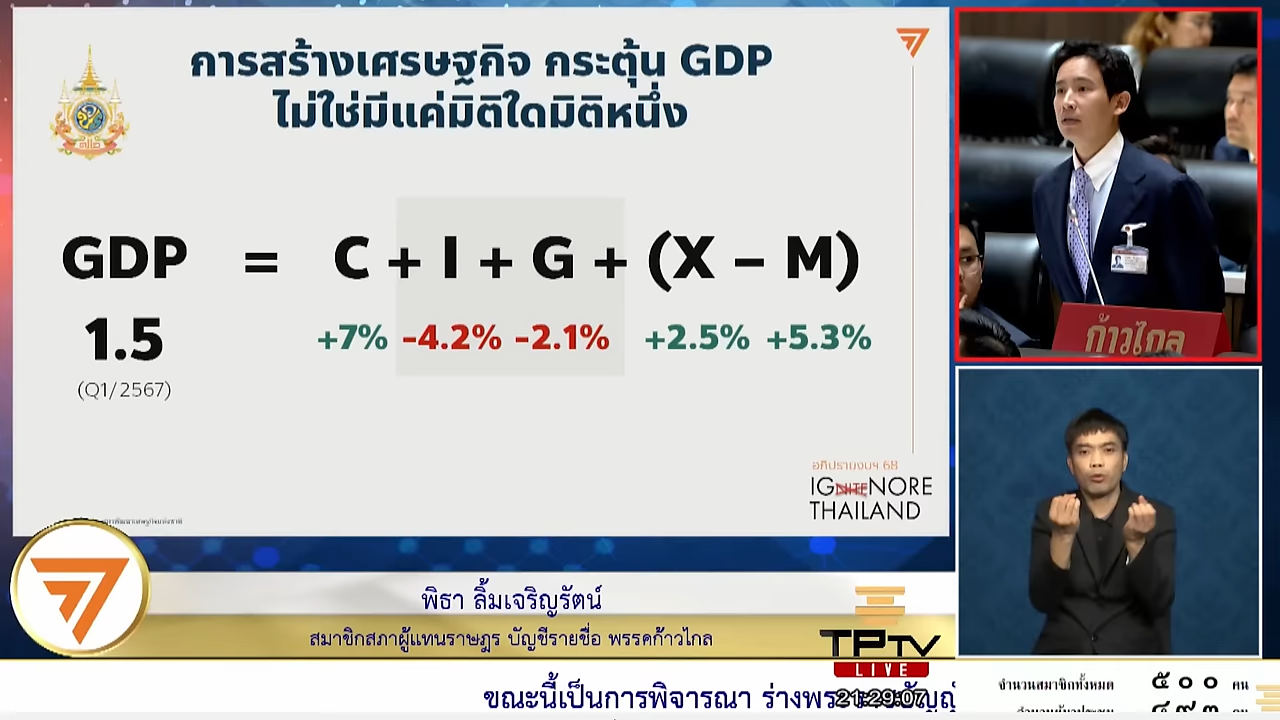 การสร้างเศรษฐกิจ กระตุ้น GDP
ไม่ใช่มีแค่มิติใดมิติหนึ่ง
GDP = C + I + G + (X – M)
1.5 +7% -4.2% -2.1% +2.5% +5.3%
(Q1/2567)
อภิปรายงบฯ 68
IGNITENORE
THAILAND
ก้าวไกล
พิธา ลิ้มเจริญรัตน์
สมาชิกสภาผู้แทนราษฎร บัญชีรายชื่อ พรรคก้าวไกล
TPTV
LIVE
21:29:07
ขณะนี้เป็นการพิจารณา ร่างพระราชบัญญั
จำนวนสมาชิกทั้งหมด ๕๐๐ คน